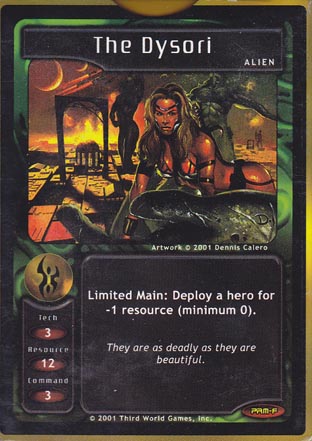 The Dysori
ALIEN
Artwork © 2001 Dennis Calero
Limited Main: Deploy a hero for
-1 resource (minimum 0).
They are as deadly as they are
beautiful.
Tech
3
Resource
12
Command
3
PRM-F
© 2001 Third World Games, Inc.